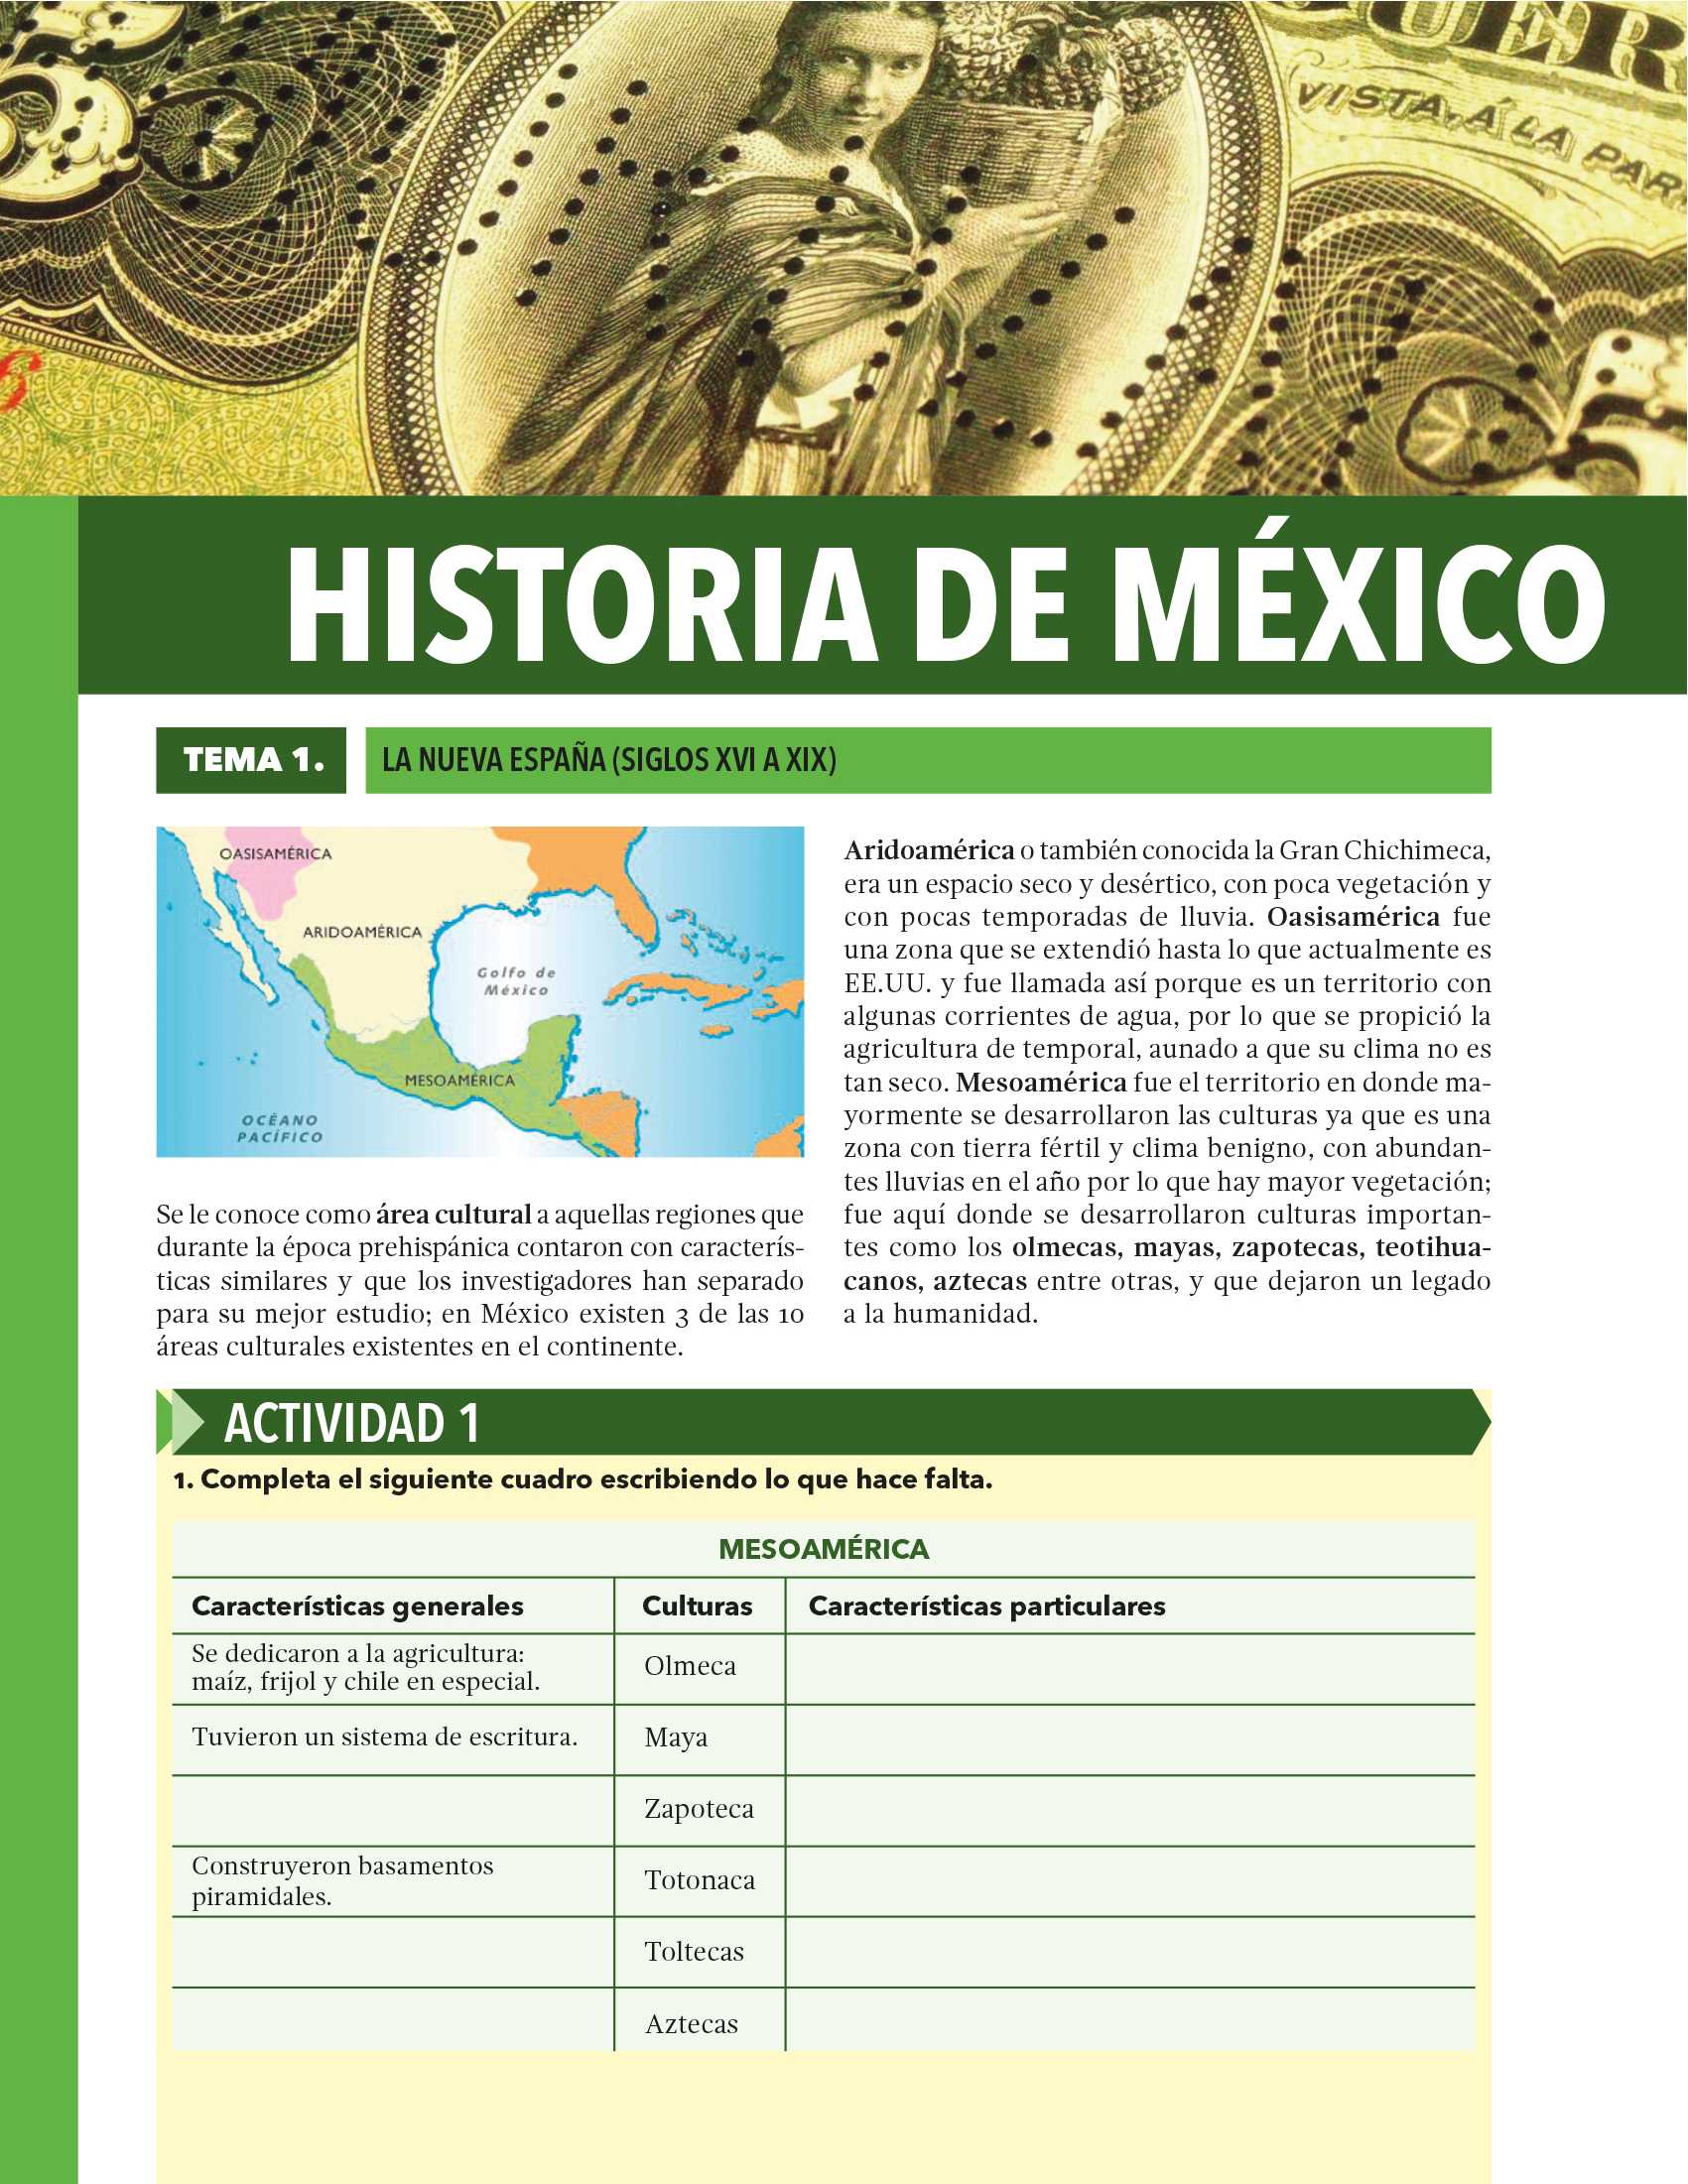 UER
VISTA, Á LA PAR
HISTORIA DE MÉXICO
TEMA 1.
LA NUEVA ESPAÑA (SIGLOS XVI A XIX)
OASISAMÉRICA
ARIDOAMÉRICA
Golfo de
México
MESOAMÉRICA
OCÉANO
PACÍFICO
Se le conoce como área cultural a aquellas regiones que
durante la época prehispánica contaron con caracterís-
ticas similares y que los investigadores han separado
para su mejor estudio; en México existen 3 de las 10
áreas culturales existentes en el continente.
Aridoamérica o también conocida la Gran Chichimeca,
era un espacio seco y desértico, con poca vegetación y
con pocas temporadas de lluvia. Oasisamérica fue
una zona que se extendió hasta lo que actualmente es
EE.UU. y fue llamada así porque es un territorio con
algunas corrientes de agua, por lo que se propició la
agricultura de temporal, aunado a que su clima no es
tan seco. Mesoamérica fue el territorio en donde ma-
yormente se desarrollaron las culturas ya que es una
zona con tierra fértil y clima benigno, con abundan-
tes lluvias en el año por lo que hay mayor vegetación;
fue aquí donde se desarrollaron culturas importan-
tes como los olmecas, mayas, zapotecas, teotihua-
canos, aztecas entre otras, y que dejaron un legado
a la humanidad.
ACTIVIDAD 1
1. Completa el siguiente cuadro escribiendo lo que hace falta.
MESOAMÉRICA
Características generales
Culturas
Características particulares
Se dedicaron a la agricultura:
maíz, frijol y chile en especial.
Olmeca
Tuvieron un sistema de escritura.
Maya
Zapoteca
Construyeron basamentos
piramidales.
Totonaca
Toltecas
Aztecas